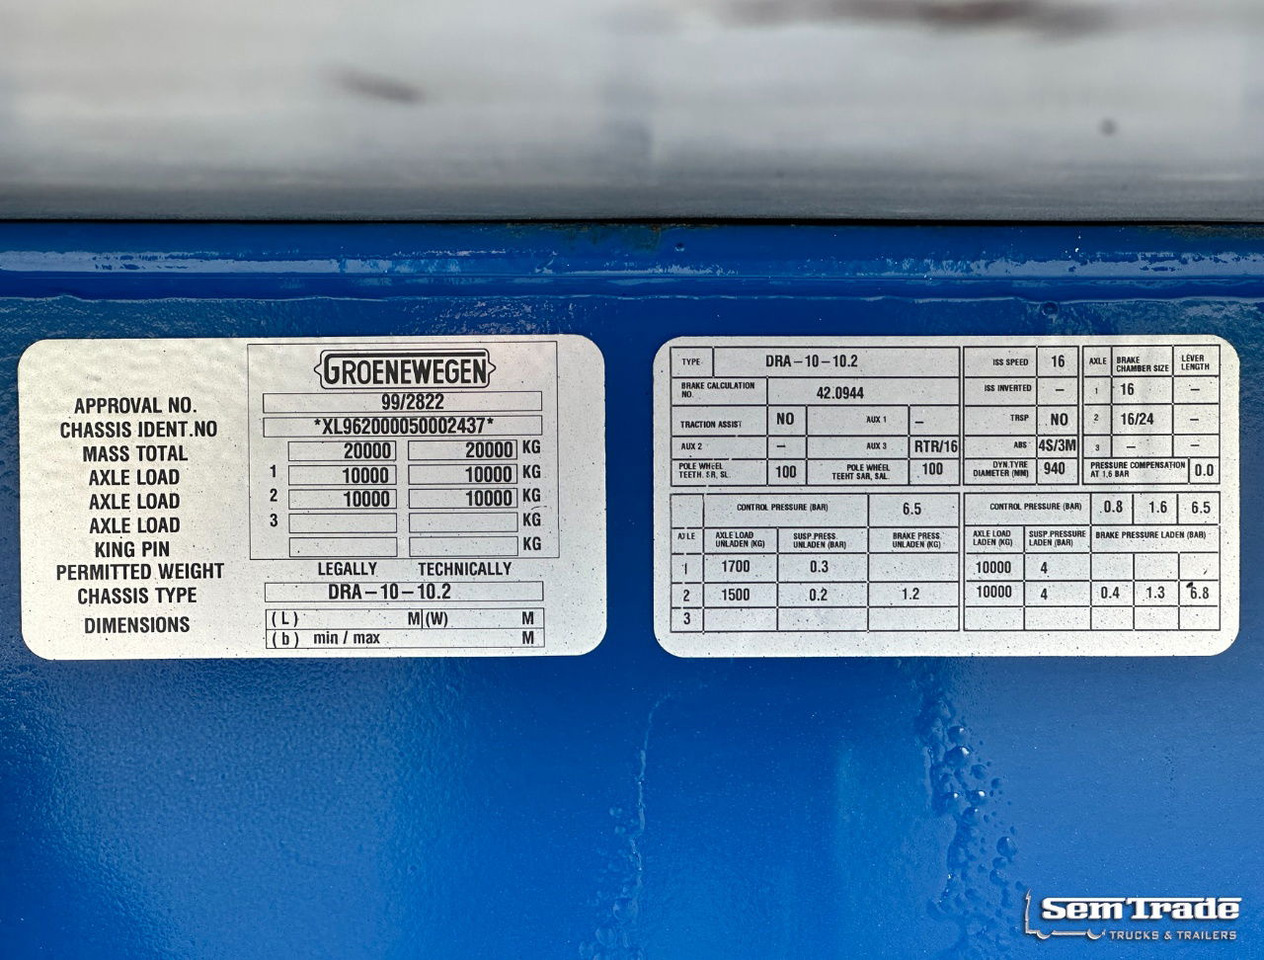 GROENEWEGEN
APPROVAL NO. 99/2822
CHASSIS IDENT.NO *XL962000050002437*
MASS TOTAL 20000 20000 KG
AXLE LOAD 1 10000 10000 KG
AXLE LOAD 2 10000 10000 KG
AXLE LOAD 3 KG
KING PIN KG
PERMITTED WEIGHT LEGALLY TECHNICALLY
CHASSIS TYPE DRA-10-10.2
DIMENSIONS (L) M (W) M
(b) min / max M
TYPE DRA-10-10.2
BRAKE CALCULATION NO. 42.0944
TRACTION ASSIST NO AUX 1 –
AUX 2 – AUX 3 RTR/16
POLE WHEEL TEETH. SR, SL. 100 POLE WHEEL TEEHT SAR, SAL. 100
ISS SPEED 16
ISS INVERTED –
TRSP NO
ABS 4S/3M
DYN.TYRE DIAMETER (MM) 940
AXLE BRAKE CHAMBER SIZE LEVER LENGTH
1 16 –
2 16/24 –
3 – –
PRESSURE COMPENSATION AT 1,6 BAR 0.0
CONTROL PRESSURE (BAR) 6.5
AXLE AXLE LOAD UNLADEN (KG) SUSP.PRESS. UNLADEN (BAR) BRAKE PRESS. UNLADEN (KG)
1 1700 0.3
2 1500 0.2 1.2
3
CONTROL PRESSURE (BAR) 0.8 1.6 6.5
AXLE LOAD LADEN (KG) SUSP.PRESS LADEN (BAR) BRAKE PRESSURE LADEN (BAR)
10000 4
10000 4 0.4 1.3 6.8
SemTrade
TRUCKS & TRAILERS